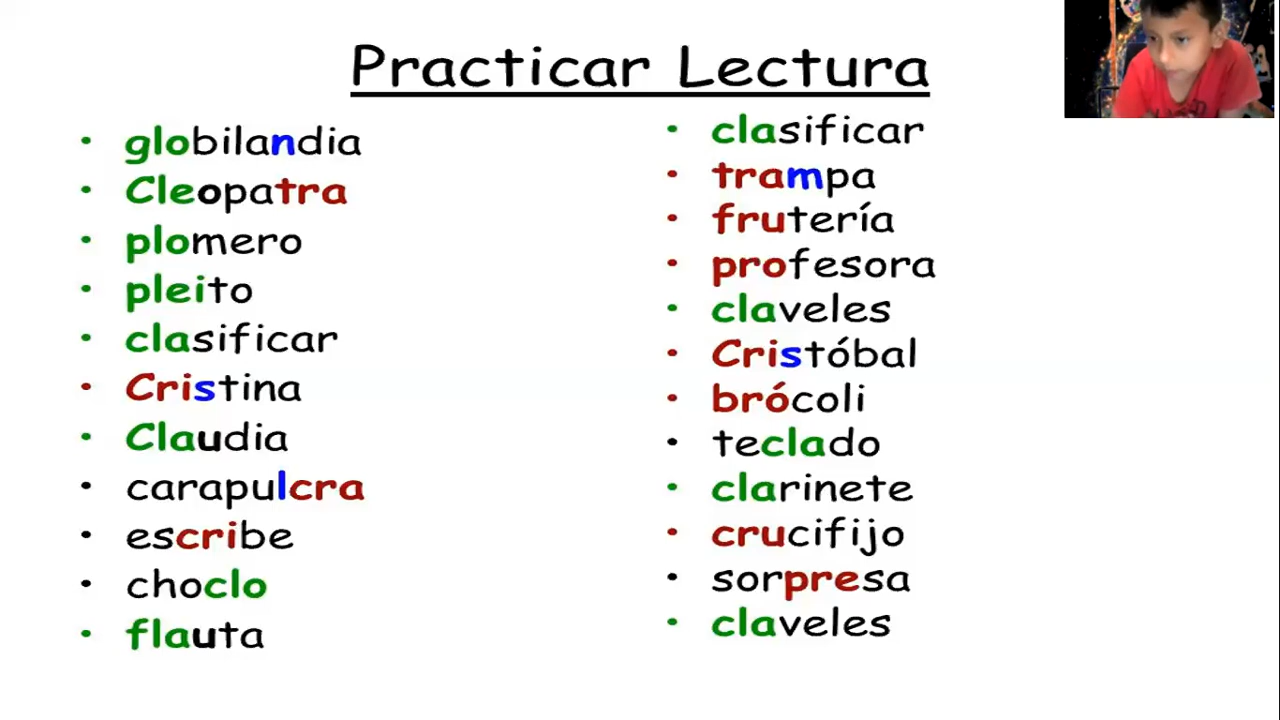 Practicar Lectura
• globilandia
• Cleopatra
• plomero
• pleito
• clasificar
• Cristina
• Claudia
• carapulcra
• escribe
• choclo
• flauta
• clasificar
• trampa
• frutería
• profesora
• claveles
• Cristóbal
• brócoli
• teclado
• clarinete
• crucifijo
• sorpresa
• claveles